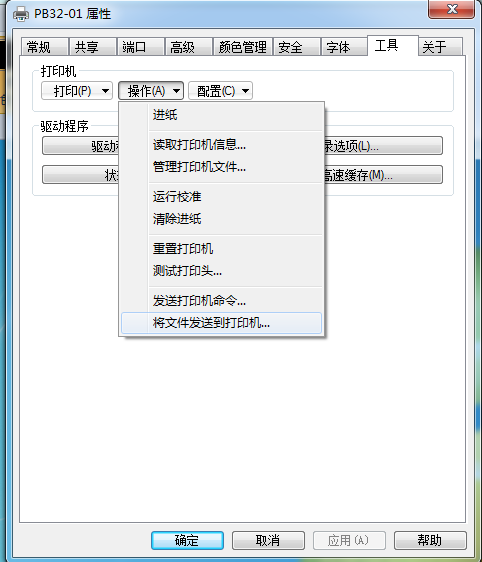 PB32-01 属性
常规 共享 端口 高级 颜色管理 安全 字体 工具 关于
打印机
打印(P) 操作(A) 配置(C)
进纸
驱动程序
读取打印机信息...
录选项(L)...
管理打印机文件...
高速缓存(M)...
运行校准
清除进纸
重置打印机
测试打印头...
发送打印机命令...
将文件发送到打印机...
确定 取消 应用(A) 帮助